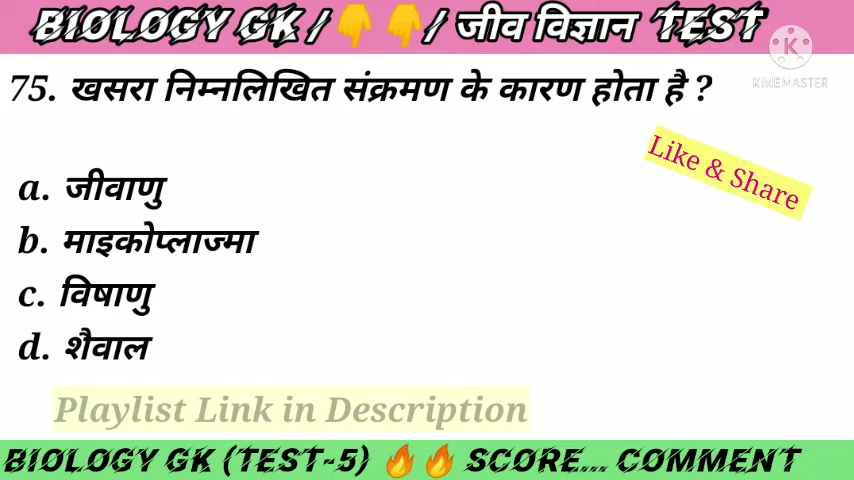 BIOLOGY GK / 👇 👇 / जीव विज्ञान TEST
KINEMASTER
75. खसरा निम्नलिखित संक्रमण के कारण होता है ?
Like & Share
a. जीवाणु
b. माइकोप्लाज्मा
c. विषाणु
d. शैवाल
Playlist Link in Description
BIOLOGY GK (TEST-5) 🔥🔥 SCORE... COMMENT